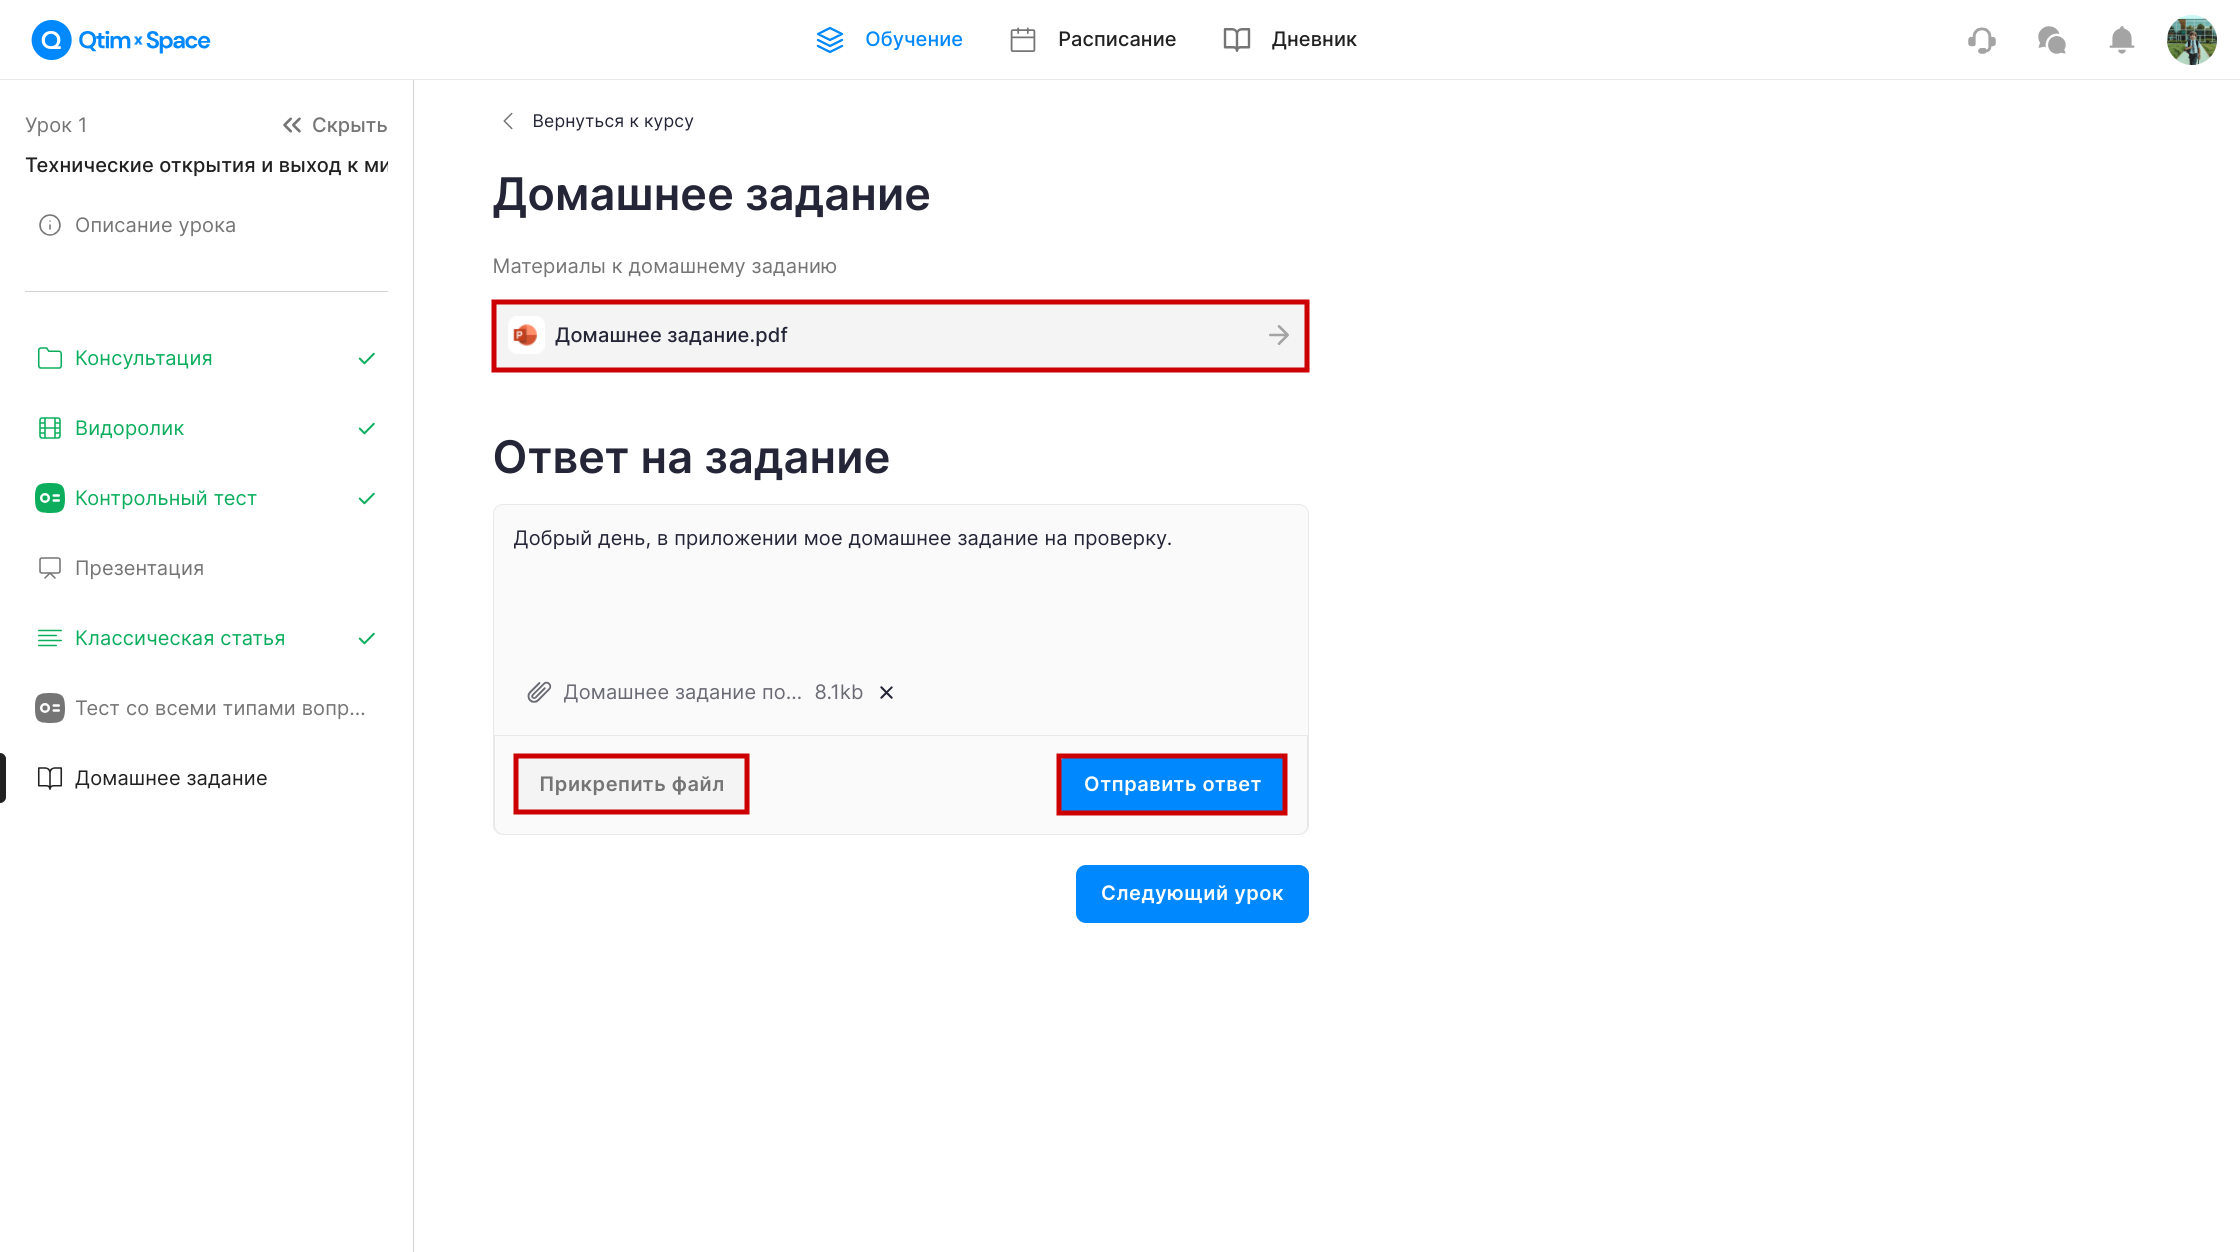 Qtim x Space
Обучение
Расписание
Дневник
Урок 1
Скрыть
Технические открытия и выход к ми
Описание урока
Консультация
Видоролик
Контрольный тест
Презентация
Классическая статья
Тест со всеми типами вопр...
Домашнее задание
Вернуться к курсу
Домашнее задание
Материалы к домашнему заданию
Домашнее задание.pdf
Ответ на задание
Добрый день, в приложении мое домашнее задание на проверку.
Домашнее задание по... 8.1kb
Прикрепить файл
Отправить ответ
Следующий урок